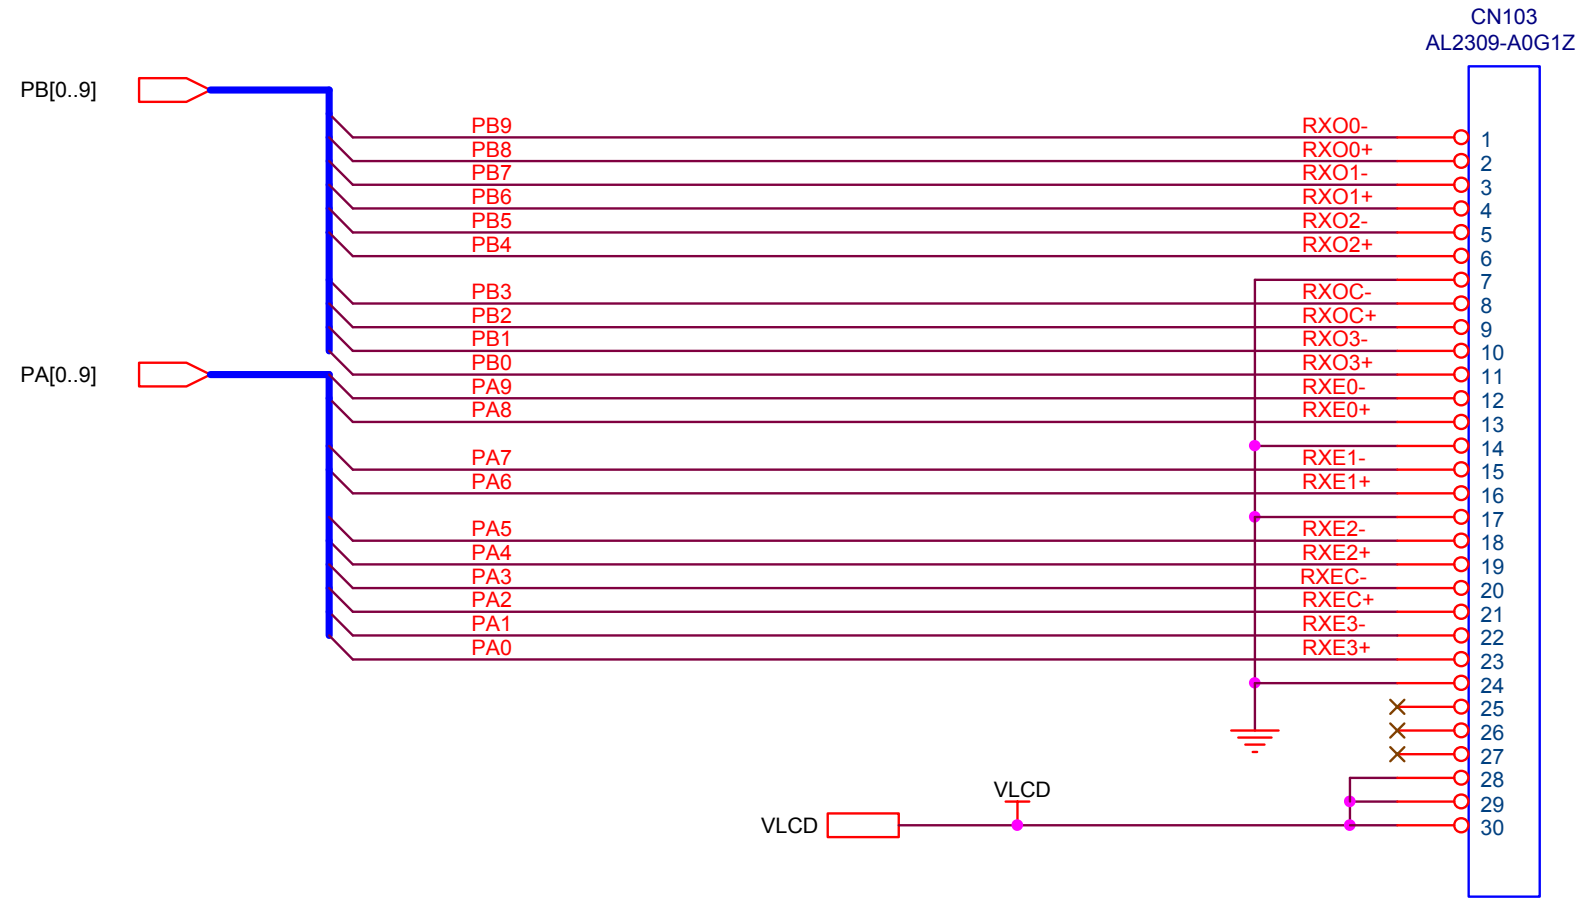 CN103
AL2309-A0G1Z
PB[0..9]
PB9 RXO0- 1
PB8 RXO0+ 2
PB7 RXO1- 3
PB6 RXO1+ 4
PB5 RXO2- 5
PB4 RXO2+ 6
7
PB3 RXOC- 8
PB2 RXOC+ 9
PB1 RXO3- 10
PB0 RXO3+ 11
PA[0..9]
PA9 RXE0- 12
PA8 RXE0+ 13
14
PA7 RXE1- 15
PA6 RXE1+ 16
17
PA5 RXE2- 18
PA4 RXE2+ 19
PA3 RXEC- 20
PA2 RXEC+ 21
PA1 RXE3- 22
PA0 RXE3+ 23
24
25
26
27
28
VLCD 29
VLCD 30